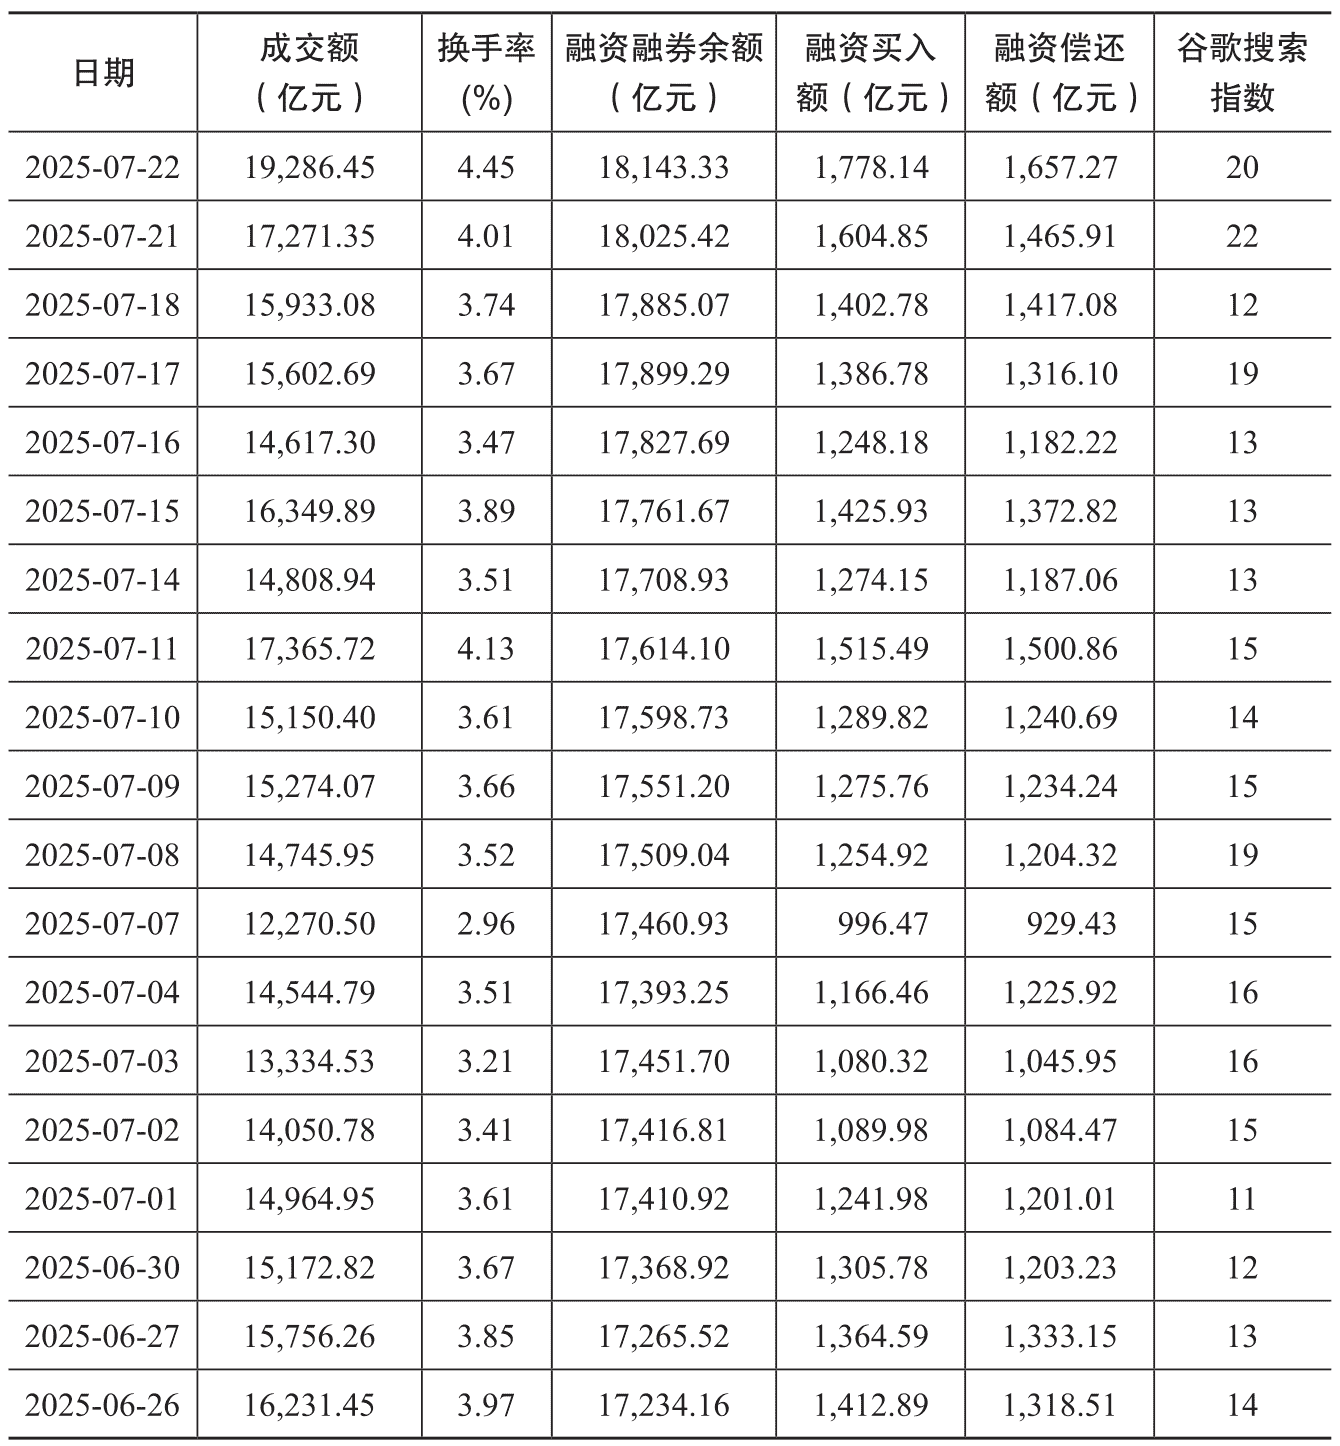 日期 成交额（亿元） 换手率(%) 融资融券余额（亿元） 融资买入额（亿元） 融资偿还额（亿元） 谷歌搜索指数
2025-07-22 19,286.45 4.45 18,143.33 1,778.14 1,657.27 20
2025-07-21 17,271.35 4.01 18,025.42 1,604.85 1,465.91 22
2025-07-18 15,933.08 3.74 17,885.07 1,402.78 1,417.08 12
2025-07-17 15,602.69 3.67 17,899.29 1,386.78 1,316.10 19
2025-07-16 14,617.30 3.47 17,827.69 1,248.18 1,182.22 13
2025-07-15 16,349.89 3.89 17,761.67 1,425.93 1,372.82 13
2025-07-14 14,808.94 3.51 17,708.93 1,274.15 1,187.06 13
2025-07-11 17,365.72 4.13 17,614.10 1,515.49 1,500.86 15
2025-07-10 15,150.40 3.61 17,598.73 1,289.82 1,240.69 14
2025-07-09 15,274.07 3.66 17,551.20 1,275.76 1,234.24 15
2025-07-08 14,745.95 3.52 17,509.04 1,254.92 1,204.32 19
2025-07-07 12,270.50 2.96 17,460.93 996.47 929.43 15
2025-07-04 14,544.79 3.51 17,393.25 1,166.46 1,225.92 16
2025-07-03 13,334.53 3.21 17,451.70 1,080.32 1,045.95 16
2025-07-02 14,050.78 3.41 17,416.81 1,089.98 1,084.47 15
2025-07-01 14,964.95 3.61 17,410.92 1,241.98 1,201.01 11
2025-06-30 15,172.82 3.67 17,368.92 1,305.78 1,203.23 12
2025-06-27 15,756.26 3.85 17,265.52 1,364.59 1,333.15 13
2025-06-26 16,231.45 3.97 17,234.16 1,412.89 1,318.51 14